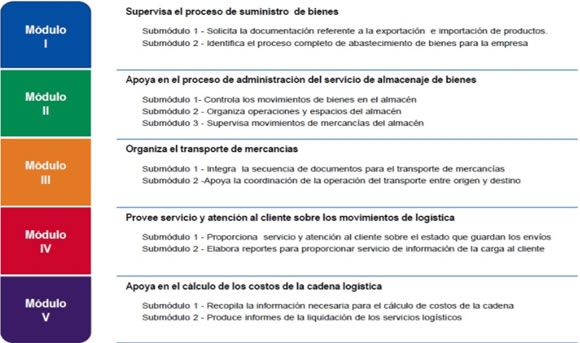 Módulo
I
Supervisa el proceso de suministro de bienes
Submódulo 1 - Solicita la documentación referente a la exportación e importación de productos.
Submódulo 2 - Identifica el proceso completo de abastecimiento de bienes para la empresa
Módulo
II
Apoya en el proceso de administración del servicio de almacenaje de bienes
Submódulo 1- Controla los movimientos de bienes en el almacén
Submódulo 2 - Organiza operaciones y espacios del almacén
Submódulo 3 - Supervisa movimientos de mercancías del almacén
Módulo
III
Organiza el transporte de mercancías
Submódulo 1 - Integra la secuencia de documentos para el transporte de mercancías
Submódulo 2 -Apoya la coordinación de la operación del transporte entre origen y destino
Módulo
IV
Provee servicio y atención al cliente sobre los movimientos de logística
Submódulo 1 - Proporciona servicio y atención al cliente sobre el estado que guardan los envíos
Submódulo 2 - Elabora reportes para proporcionar servicio de información de la carga al cliente
Módulo
V
Apoya en el cálculo de los costos de la cadena logística
Submódulo 1 - Recopila la información necesaria para el cálculo de costos de la cadena
Submódulo 2 - Produce informes de la liquidación de los servicios logísticos